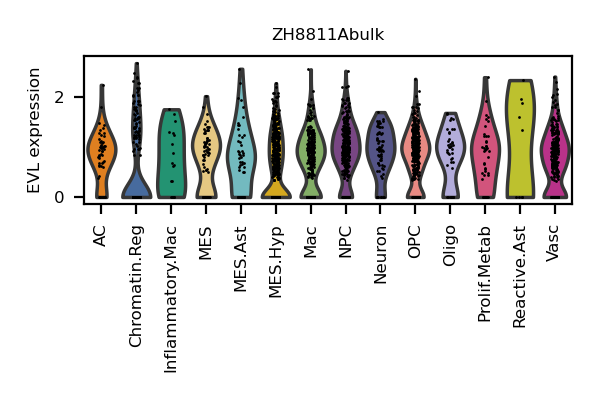 ZH8811Abulk
EVL expression
2
0
AC
Chromatin.Reg
Inflammatory.Mac
MES
MES.Ast
MES.Hyp
Mac
NPC
Neuron
OPC
Oligo
Prolif.Metab
Reactive.Ast
Vasc